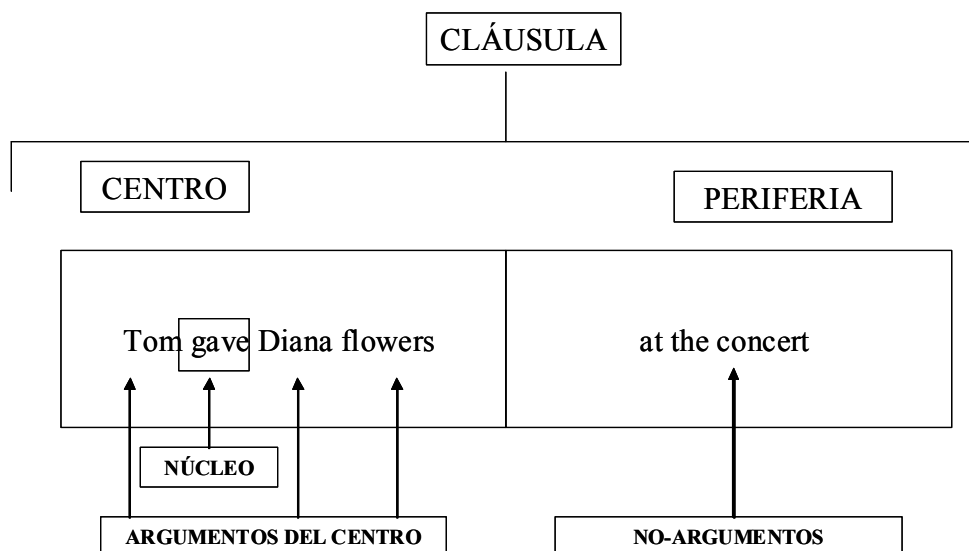 CLÁUSULA
CENTRO
PERIFERIA
Tom gave Diana flowers
at the concert
NÚCLEO
ARGUMENTOS DEL CENTRO
NO-ARGUMENTOS